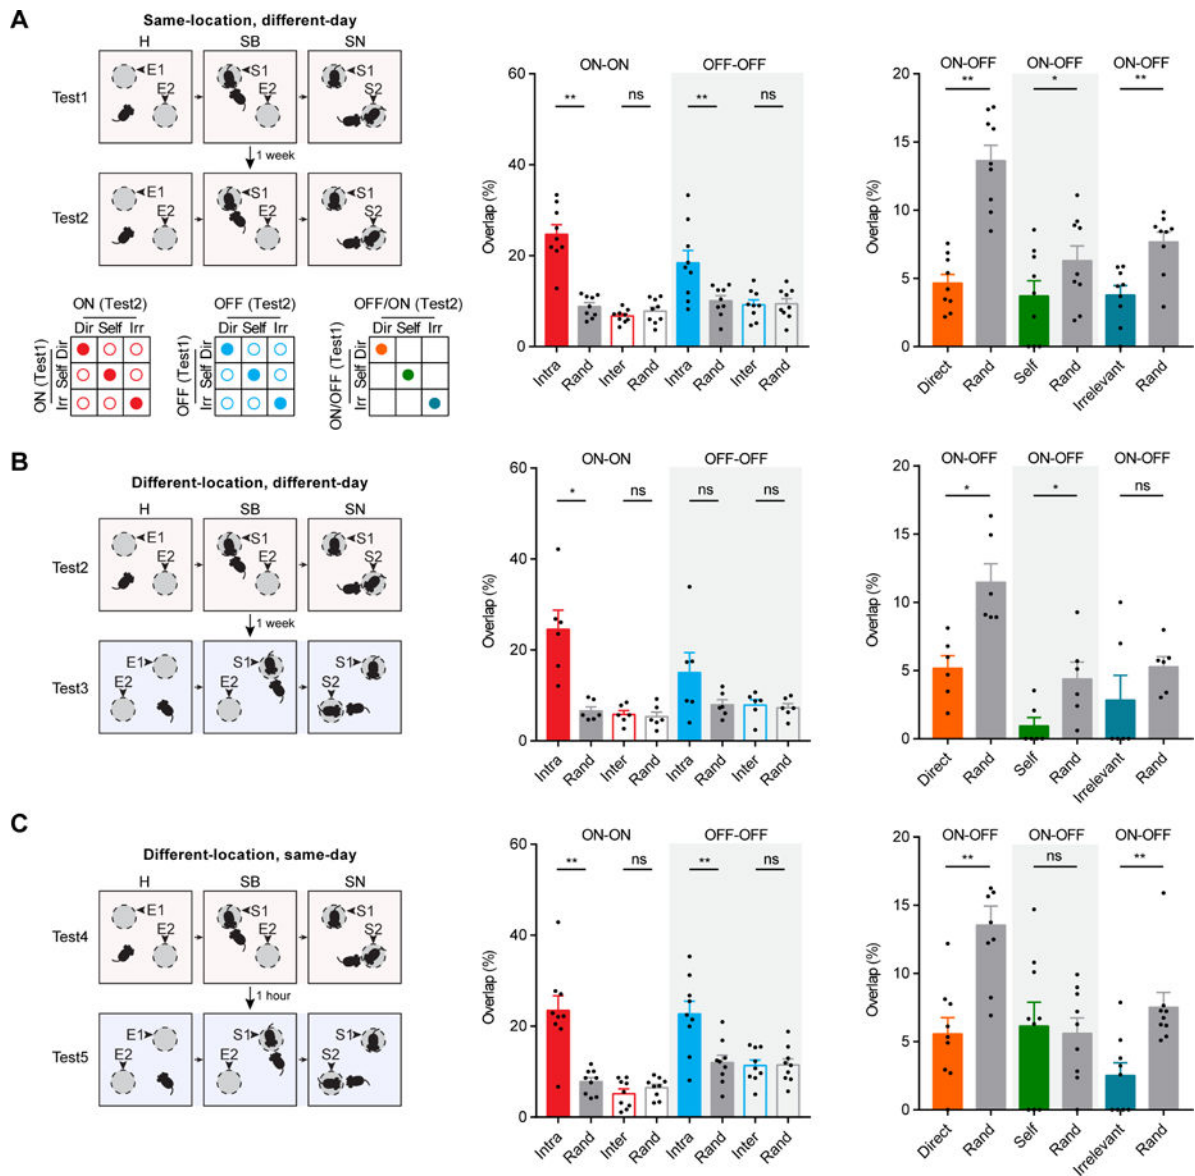 A
Same-location, different-day
H SB SN
Test1
E1
E2
S1
E2
S1
S2
1 week
Test2
E1
E2
S1
E2
S1
S2
ON (Test2)
Dir Self Irr
ON (Test1)
Dir
Self
Irr
OFF (Test2)
Dir Self Irr
OFF (Test1)
Dir
Self
Irr
OFF/ON (Test2)
Dir Self Irr
ON/OFF (Test1)
Dir
Self
Irr
ON-ON OFF-OFF
** ns ** ns
Overlap (%)
60
40
20
0
Intra Rand Inter Rand Intra Rand Inter Rand
ON-OFF ON-OFF ON-OFF
** * **
Overlap (%)
20
15
10
5
0
Direct Rand Self Rand Irrelevant Rand
B
Different-location, different-day
H SB SN
Test2
E1
E2
S1
E2
S1
S2
1 week
Test3
E1
E2
S1
E2
S1
S2
ON-ON OFF-OFF
* ns ns ns
Overlap (%)
60
40
20
0
Intra Rand Inter Rand Intra Rand Inter Rand
ON-OFF ON-OFF ON-OFF
* * ns
Overlap (%)
20
15
10
5
0
Direct Rand Self Rand Irrelevant Rand
C
Different-location, same-day
H SB SN
Test4
E1
E2
S1
E2
S1
S2
1 hour
Test5
E1
E2
S1
E2
S1
S2
ON-ON OFF-OFF
** ns ** ns
Overlap (%)
60
40
20
0
Intra Rand Inter Rand Intra Rand Inter Rand
ON-OFF ON-OFF ON-OFF
** ns **
Overlap (%)
20
15
10
5
0
Direct Rand Self Rand Irrelevant Rand